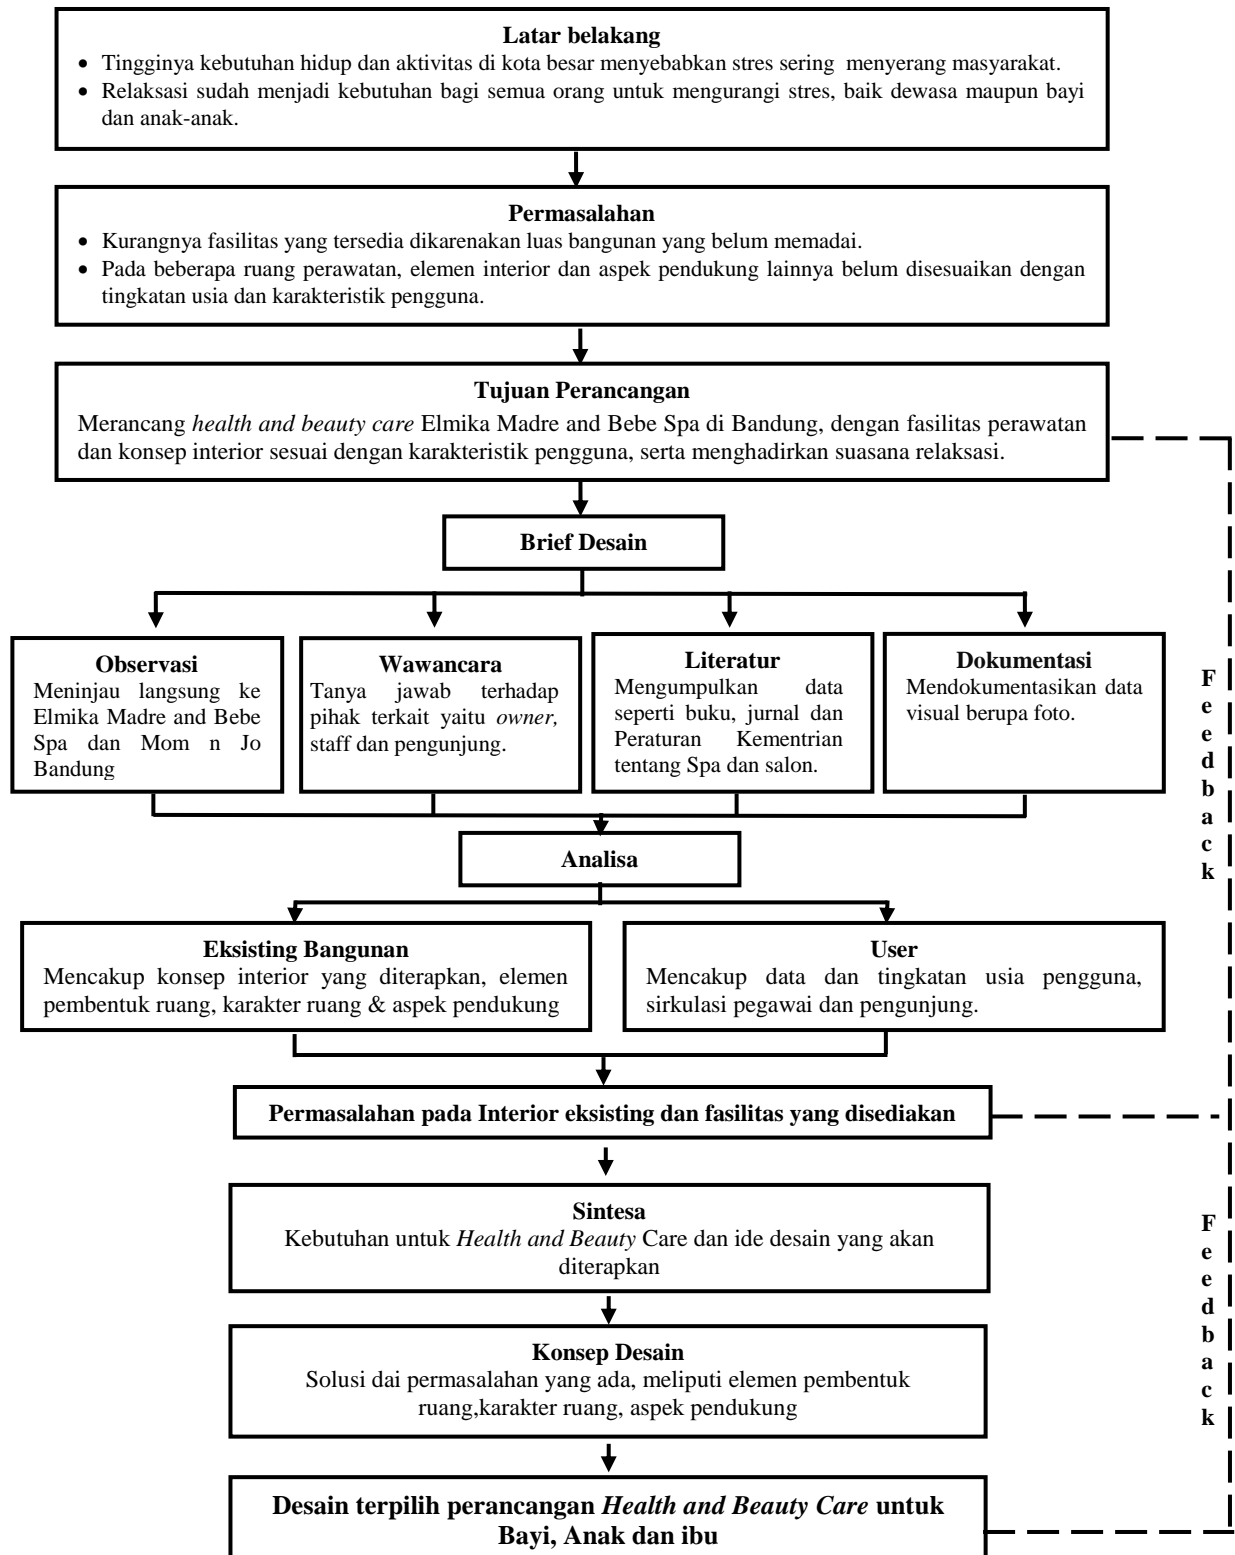 Latar belakang
• Tingginya kebutuhan hidup dan aktivitas di kota besar menyebabkan stres sering menyerang masyarakat.
• Relaksasi sudah menjadi kebutuhan bagi semua orang untuk mengurangi stres, baik dewasa maupun bayi
dan anak-anak.
Permasalahan
• Kurangnya fasilitas yang tersedia dikarenakan luas bangunan yang belum memadai.
• Pada beberapa ruang perawatan, elemen interior dan aspek pendukung lainnya belum disesuaikan dengan
tingkatan usia dan karakteristik pengguna.
Tujuan Perancangan
Merancang health and beauty care Elmika Madre and Bebe Spa di Bandung, dengan fasilitas perawatan
dan konsep interior sesuai dengan karakteristik pengguna, serta menghadirkan suasana relaksasi.
Brief Desain
Observasi
Meninjau langsung ke
Elmika Madre and Bebe
Spa dan Mom n Jo
Bandung
Wawancara
Tanya jawab terhadap
pihak terkait yaitu owner,
staff dan pengunjung.
Literatur
Mengumpulkan data
seperti buku, jurnal dan
Peraturan Kementrian
tentang Spa dan salon.
Dokumentasi
Mendokumentasikan data
visual berupa foto.
F
e
e
d
b
a
c
k
Analisa
Eksisting Bangunan
Mencakup konsep interior yang diterapkan, elemen
pembentuk ruang, karakter ruang & aspek pendukung
User
Mencakup data dan tingkatan usia pengguna,
sirkulasi pegawai dan pengunjung.
Permasalahan pada Interior eksisting dan fasilitas yang disediakan
Sintesa
Kebutuhan untuk Health and Beauty Care dan ide desain yang akan
diterapkan
F
e
e
d
b
a
c
k
Konsep Desain
Solusi dai permasalahan yang ada, meliputi elemen pembentuk
ruang,karakter ruang, aspek pendukung
Desain terpilih perancangan Health and Beauty Care untuk
Bayi, Anak dan ibu